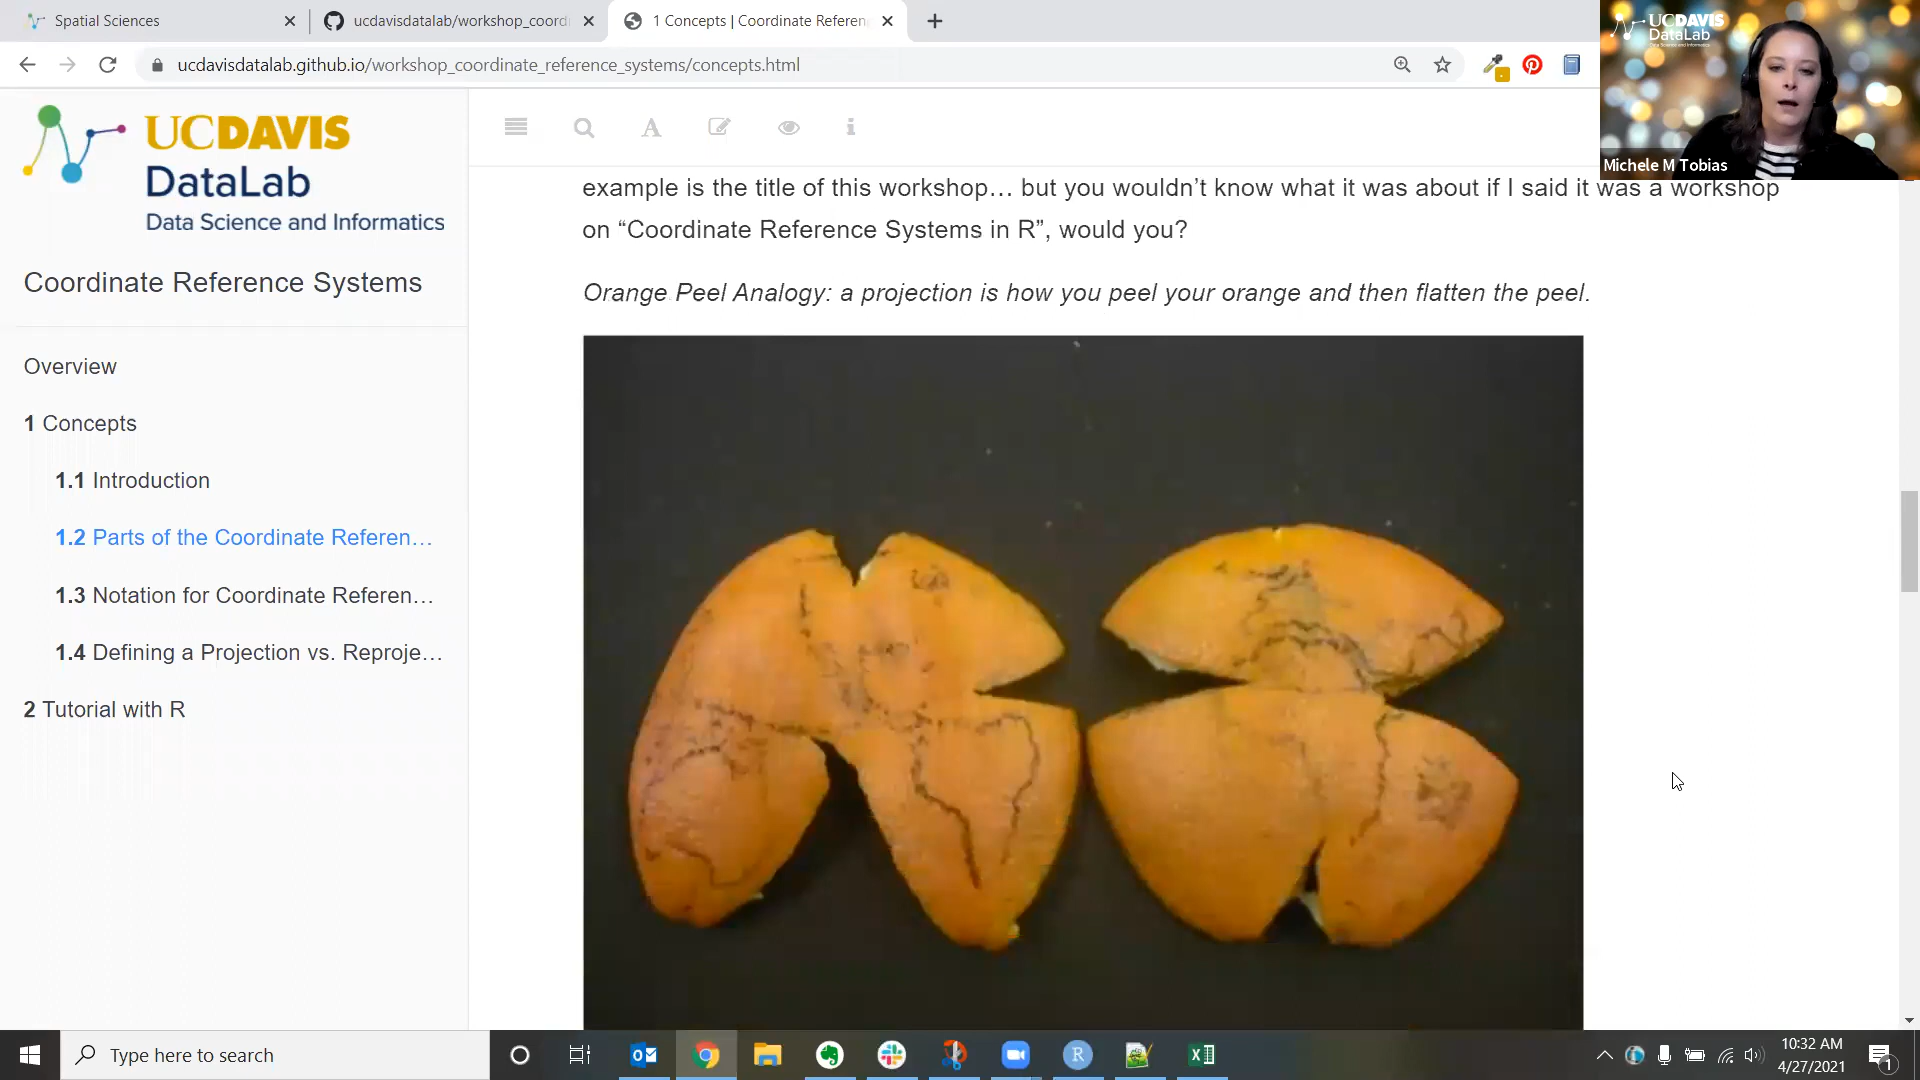 Spatial Sciences
ucdavisdatalab/workshop_coord
1 Concepts | Coordinate Referen
ucdavisdatalab.github.io/workshop_coordinate_reference_systems/concepts.html
UCDAVIS
DataLab
Data Science and Informatics
Michele M Tobias
UCDAVIS
DataLab
Data Science and Informatics
Coordinate Reference Systems
Overview
1 Concepts
1.1 Introduction
1.2 Parts of the Coordinate Referen…
1.3 Notation for Coordinate Referen…
1.4 Defining a Projection vs. Reproje…
2 Tutorial with R
A
i
example is the title of this workshop… but you wouldn’t know what it was about if I said it was a workshop
on “Coordinate Reference Systems in R”, would you?
Orange Peel Analogy: a projection is how you peel your orange and then flatten the peel.
Type here to search
10:32 AM
4/27/2021
1